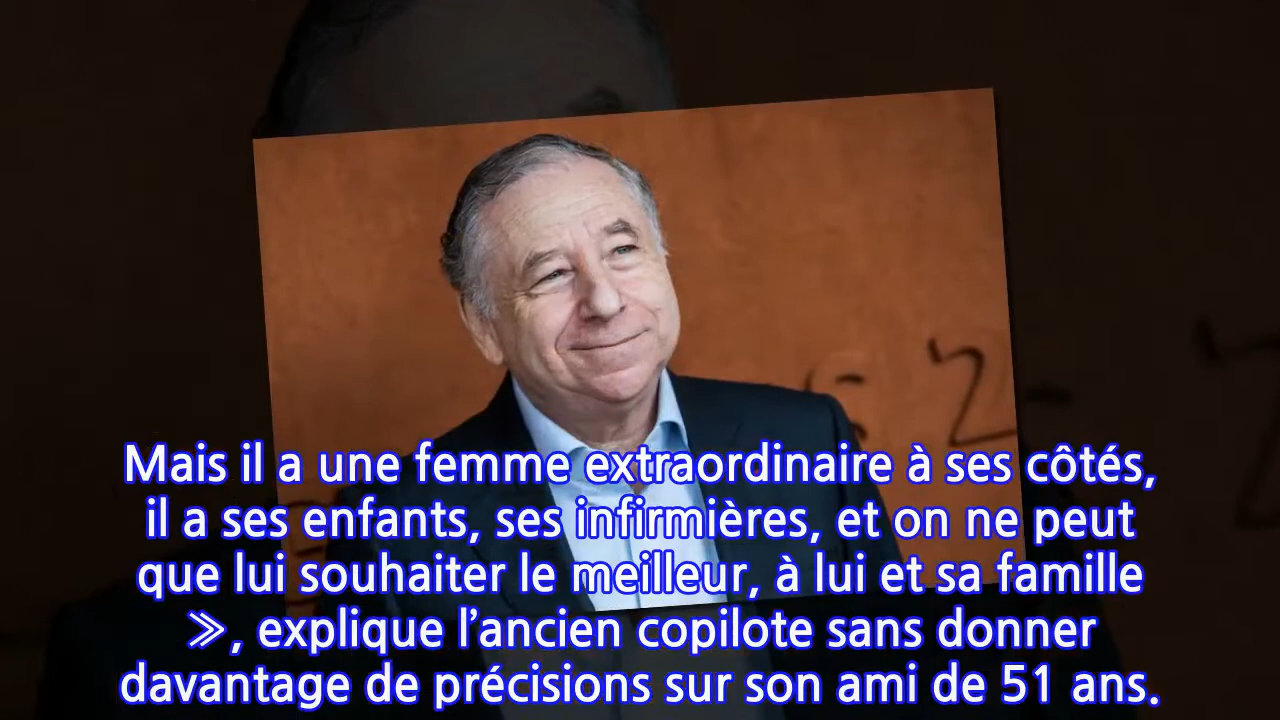 Mais il a une femme extraordinaire à ses côtés,
il a ses enfants, ses infirmières, et on ne peut
que lui souhaiter le meilleur, à lui et sa famille
», explique l’ancien copilote sans donner
davantage de précisions sur son ami de 51 ans.